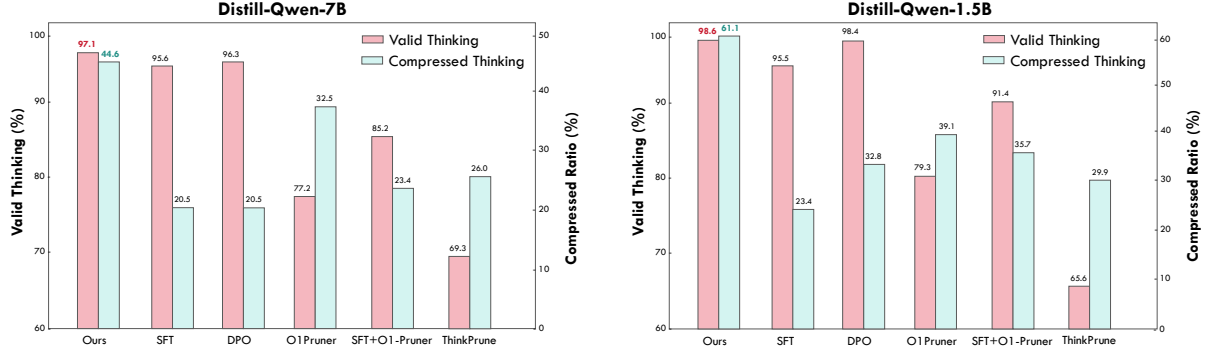 Distill-Qwen-7B
Valid Thinking (%)
100
90
80
70
60
97.1
44.6
95.6
20.5
96.3
20.5
77.2
32.5
85.2
23.4
69.3
26.0
Valid Thinking
Compressed Thinking
50
40
30
20
10
0
Compressed Ratio (%)
Ours
SFT
DPO
O1Pruner
SFT+O1-Pruner
ThinkPrune
Distill-Qwen-1.5B
Valid Thinking (%)
100
90
80
70
60
98.6
61.1
95.5
23.4
98.4
32.8
79.3
39.1
91.4
35.7
65.6
29.9
Valid Thinking
Compressed Thinking
60
50
40
30
20
10
0
Compressed Ratio (%)
Ours
SFT
DPO
O1Pruner
SFT+O1Pruner
ThinkPrune